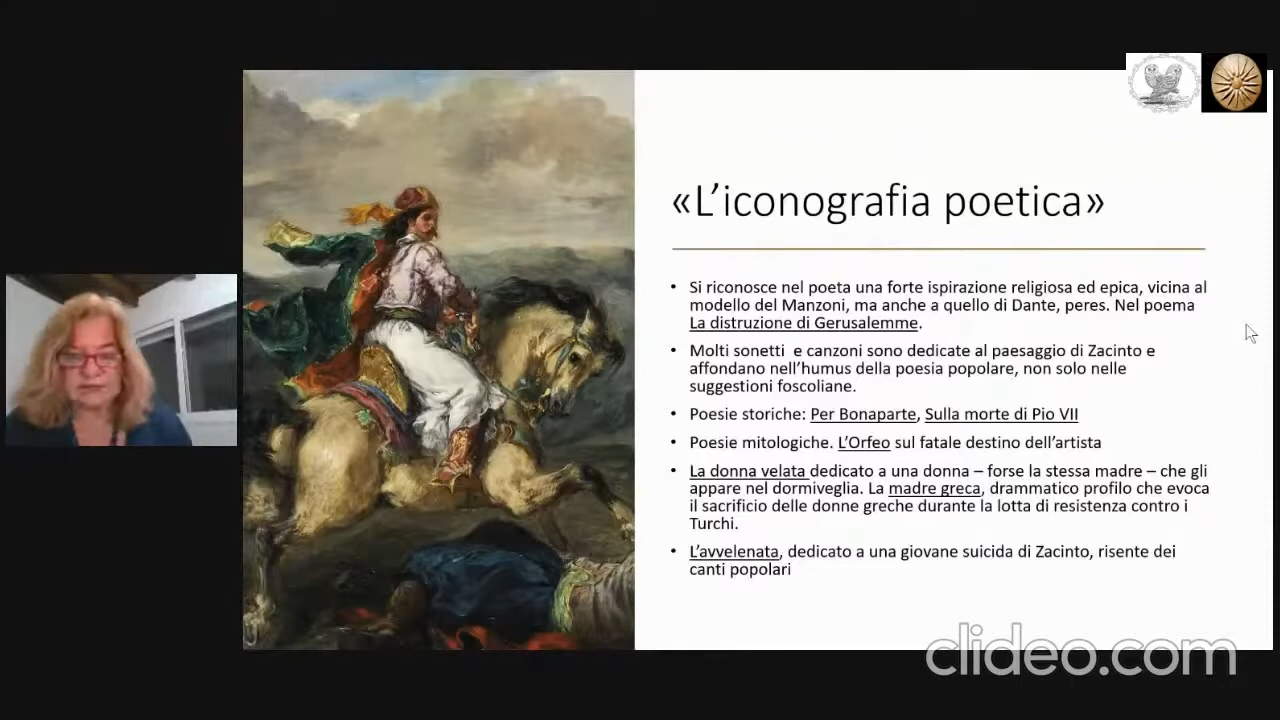 «L’iconografia poetica»
• Si riconosce nel poeta una forte ispirazione religiosa ed epica, vicina al
modello del Manzoni, ma anche a quello di Dante, peres. Nel poema
La distruzione di Gerusalemme.
• Molti sonetti e canzoni sono dedicate al paesaggio di Zacinto e
affondano nell’humus della poesia popolare, non solo nelle
suggestioni foscoliane.
• Poesie storiche: Per Bonaparte, Sulla morte di Pio VII
• Poesie mitologiche. L’Orfeo sul fatale destino dell’artista
• La donna velata dedicato a una donna – forse la stessa madre – che gli
appare nel dormiveglia. La madre greca, drammatico profilo che evoca
il sacrificio delle donne greche durante la lotta di resistenza contro i
Turchi.
• L’avvelenata, dedicato a una giovane suicida di Zacinto, risente dei
canti popolari
clideo.com